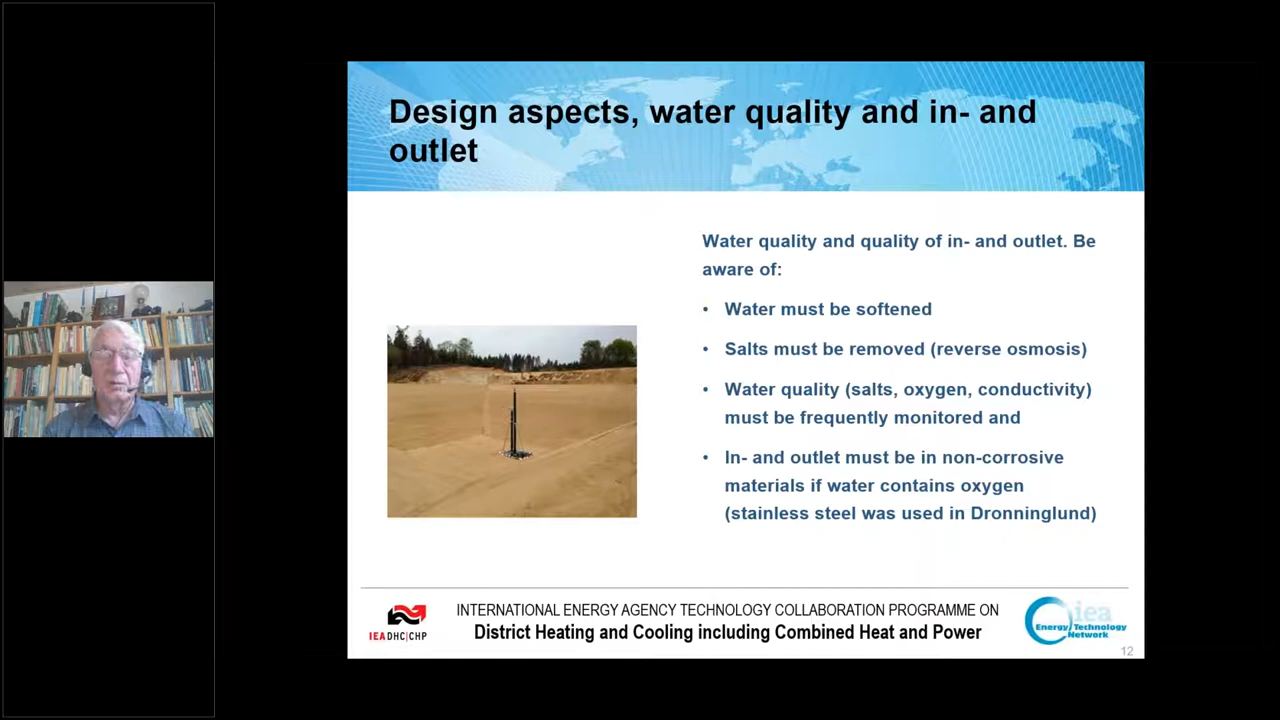 Design aspects, water quality and in- and
outlet
Water quality and quality of in- and outlet. Be
aware of:
• Water must be softened
• Salts must be removed (reverse osmosis)
• Water quality (salts, oxygen, conductivity)
must be frequently monitored and
• In- and outlet must be in non-corrosive
materials if water contains oxygen
(stainless steel was used in Dronninglund)
IEA DHC|CHP
INTERNATIONAL ENERGY AGENCY TECHNOLOGY COLLABORATION PROGRAMME ON
District Heating and Cooling including Combined Heat and Power
iea
Energy Technology
Network
12